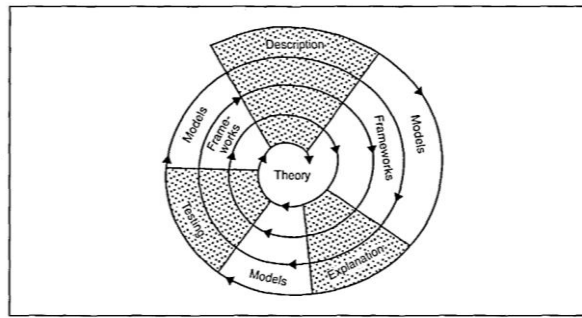 Description
Models
Frame-
works
Frameworks
Models
Theory
Testing
Models
Explanation